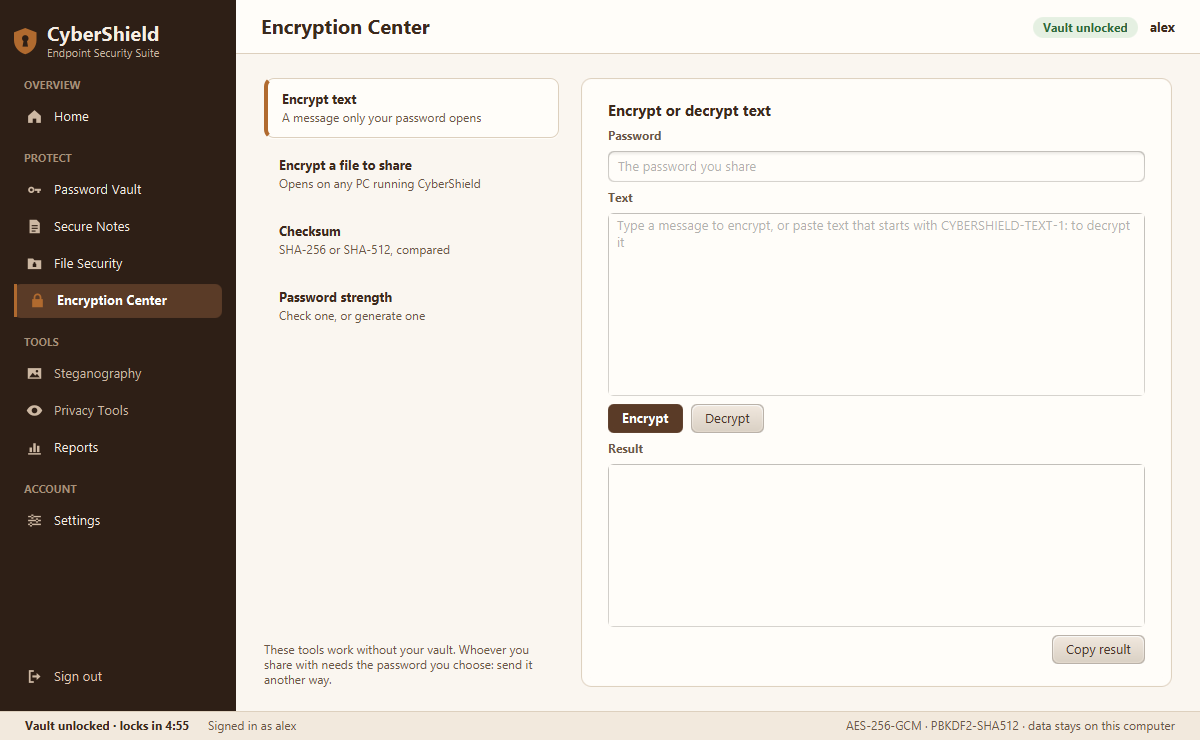 CyberShield
Endpoint Security Suite
OVERVIEW
Home
PROTECT
Password Vault
Secure Notes
File Security
Encryption Center
TOOLS
Steganography
Privacy Tools
Reports
ACCOUNT
Settings
Sign out
Encryption Center
Vault unlocked
alex
Encrypt text
A message only your password opens
Encrypt a file to share
Opens on any PC running CyberShield
Checksum
SHA-256 or SHA-512, compared
Password strength
Check one, or generate one
These tools work without your vault. Whoever you
share with needs the password you choose: send it
another way.
Encrypt or decrypt text
Password
The password you share
Text
Type a message to encrypt, or paste text that starts with CYBERSHIELD-TEXT-1: to decrypt
it
Encrypt
Decrypt
Result
Copy result
Vault unlocked · locks in 4:55
Signed in as alex
AES-256-GCM · PBKDF2-SHA512 · data stays on this computer